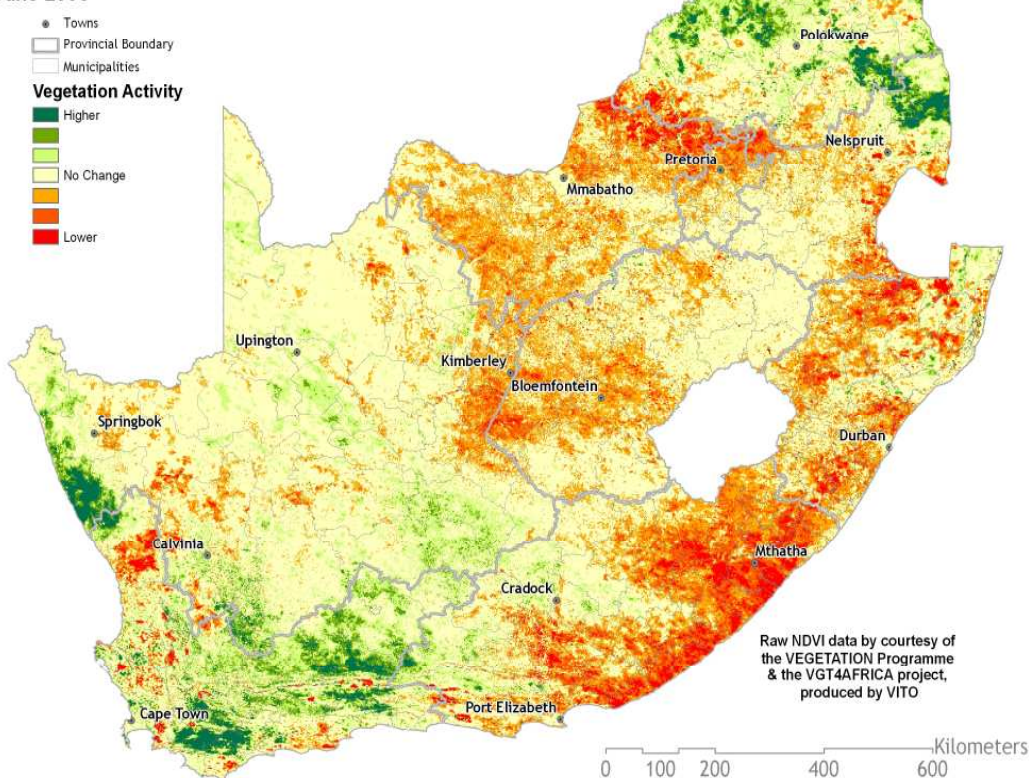 Towns
Provincial Boundary
Municipalities
Vegetation Activity
Higher
No Change
Lower
Polokwane
Nelspruit
Pretoria
Mmabatho
Upington
Kimberley
Bloemfontein
Springbok
Durban
Calvinia
Mthatha
Cradock
Port Elizabeth
Cape Town
Raw NDVI data by courtesy of
the VEGETATION Programme
& the VGT4AFRICA project,
produced by VITO
Kilometers
0 100 200 400 600